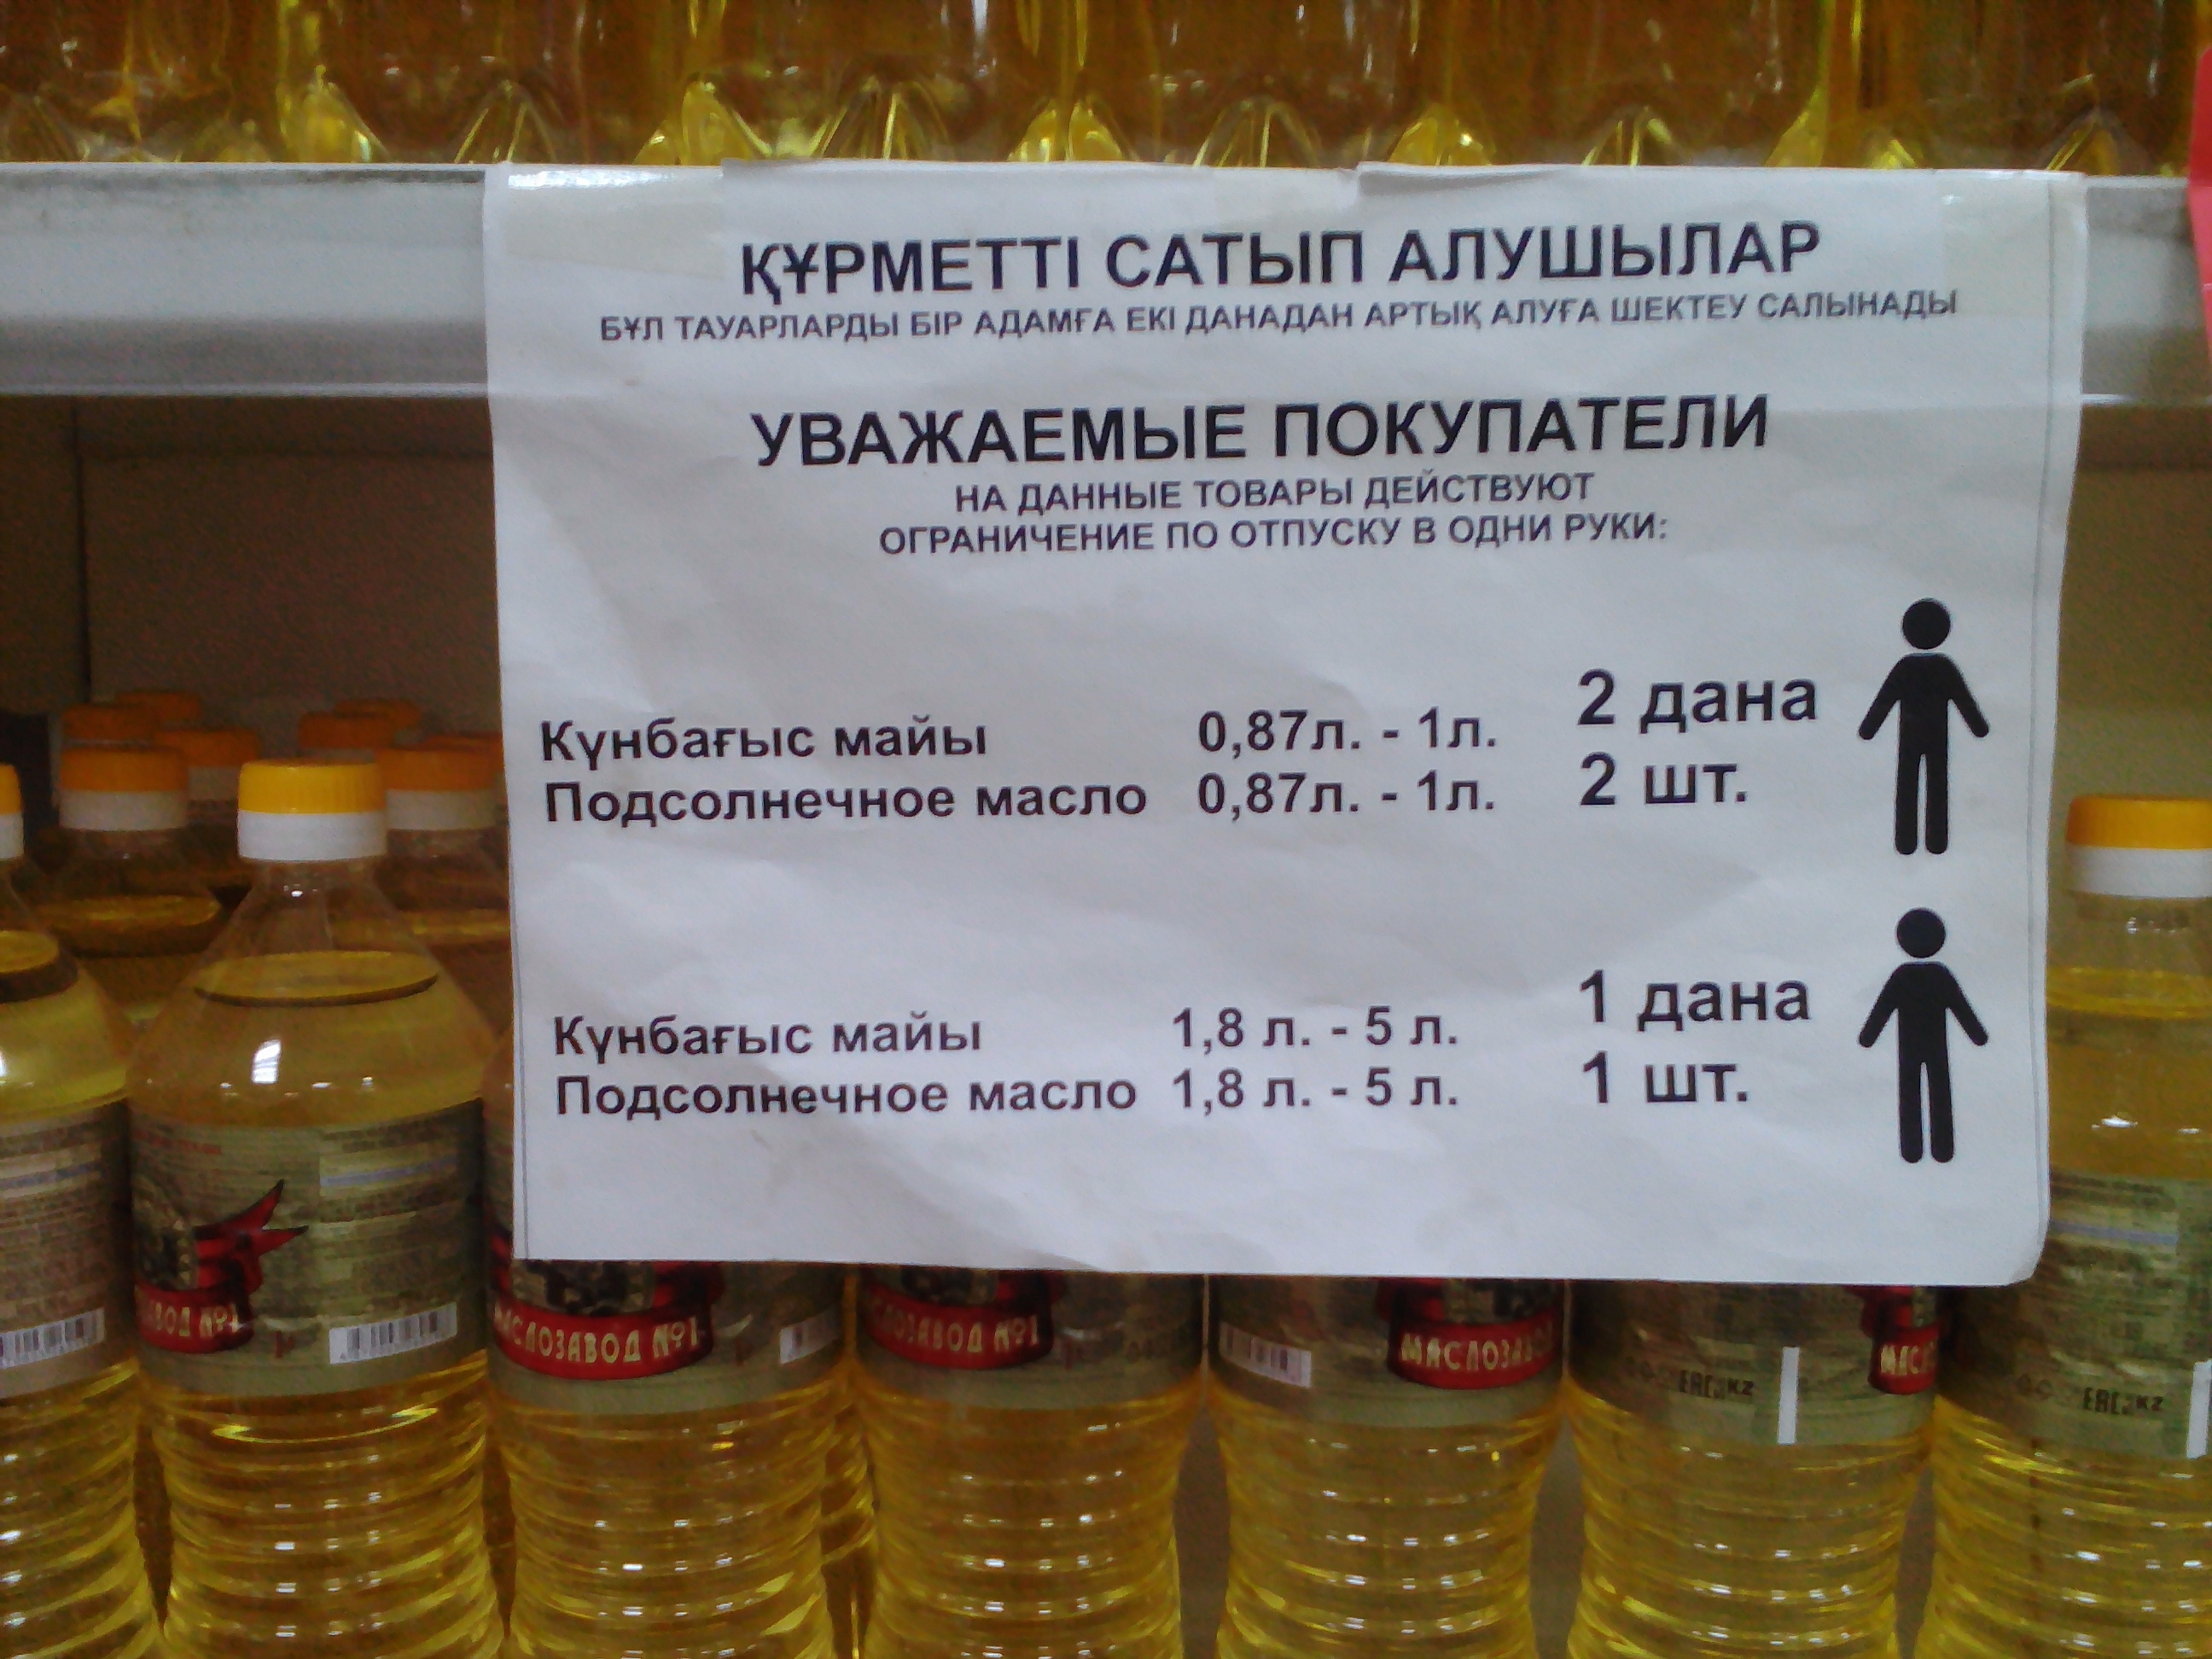 ҚҰРМЕТТІ САТЫП АЛУШЫЛАР
БҰЛ ТАУАРЛАРДЫ БІР АДАМҒА ЕКІ ДАНАДАН АРТЫҚ АЛУҒА ШЕКТЕУ САЛЫНАДЫ
УВАЖАЕМЫЕ ПОКУПАТЕЛИ
НА ДАННЫЕ ТОВАРЫ ДЕЙСТВУЮТ
ОГРАНИЧЕНИЕ ПО ОТПУСКУ В ОДНИ РУКИ:
Күнбағыс майы 0,87л. - 1л. 2 дана
Подсолнечное масло 0,87л. - 1л. 2 шт.
Күнбағыс майы 1,8 л. - 5 л. 1 дана
Подсолнечное масло 1,8 л. - 5 л. 1 шт.
МАСЛОЗАВОД №1